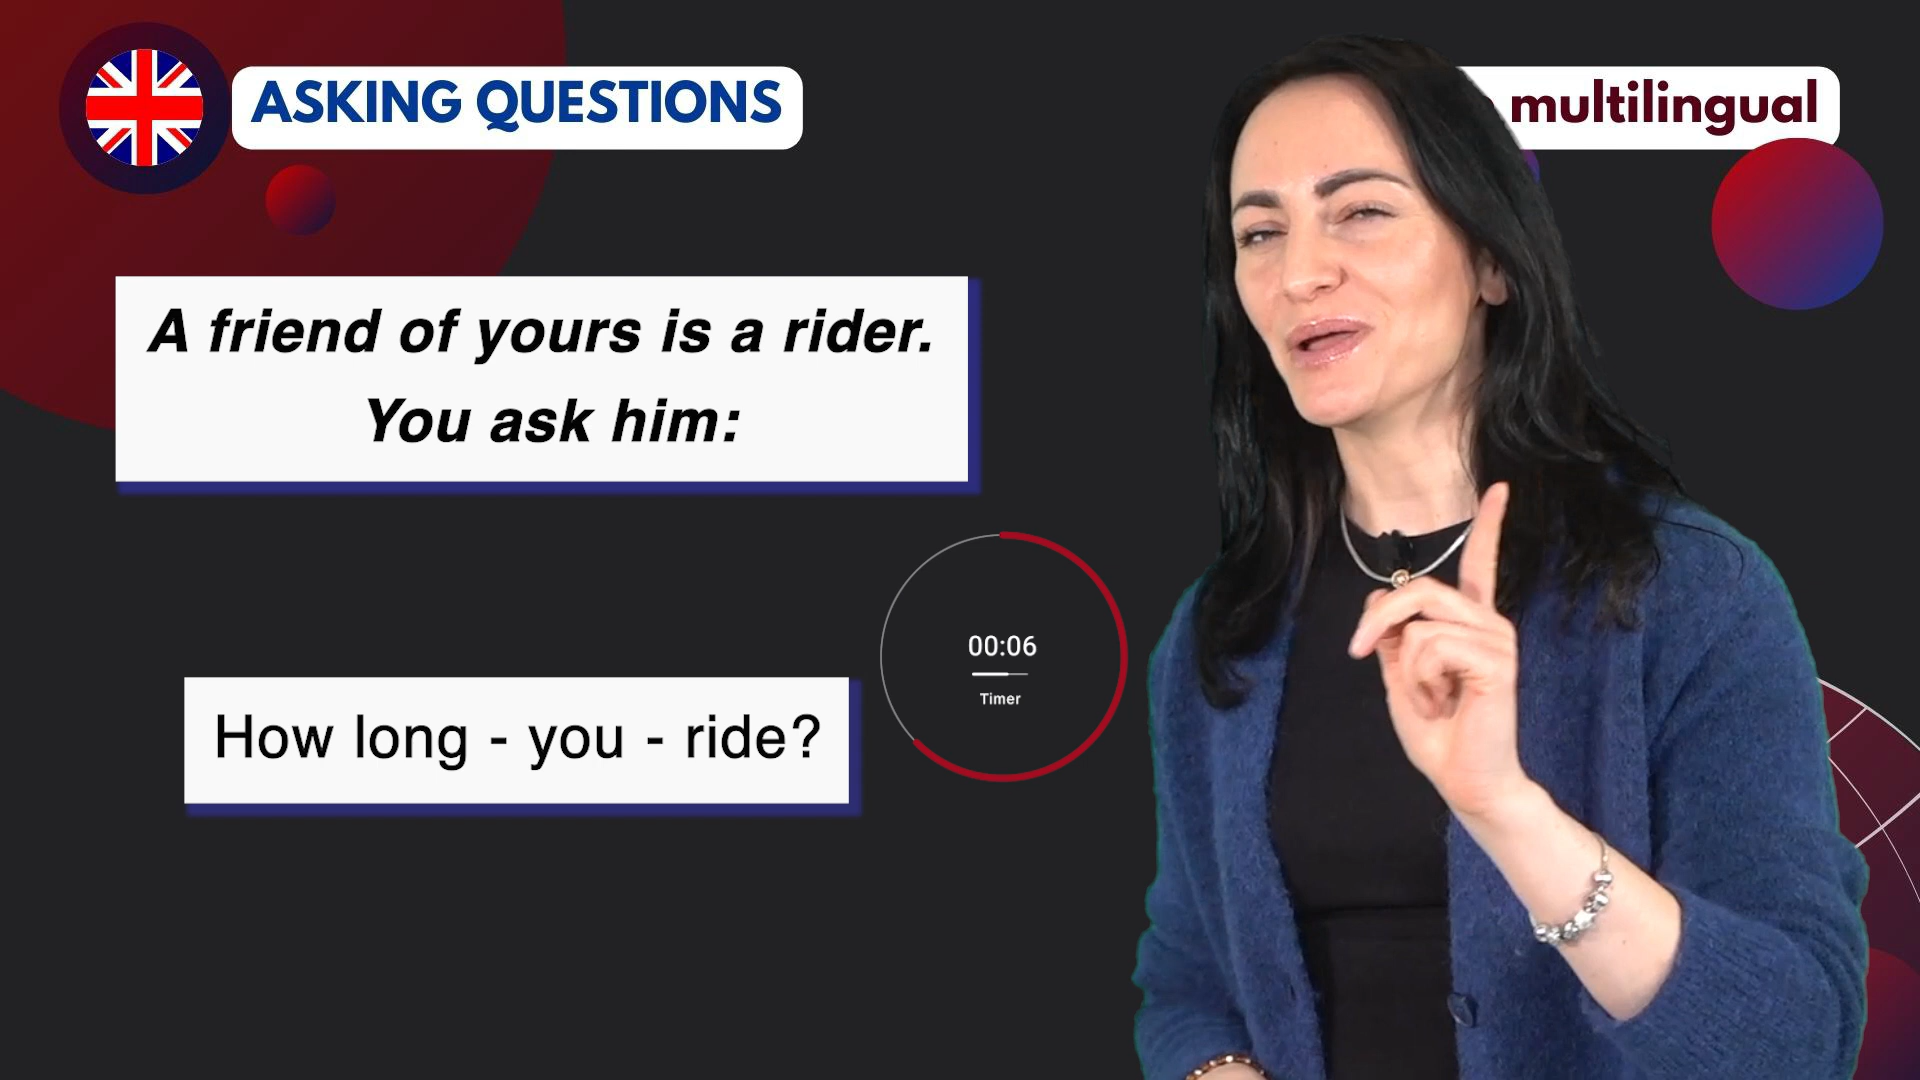 ASKING QUESTIONS
multilingual
A friend of yours is a rider.
You ask him:
00:06
Timer
How long - you - ride?